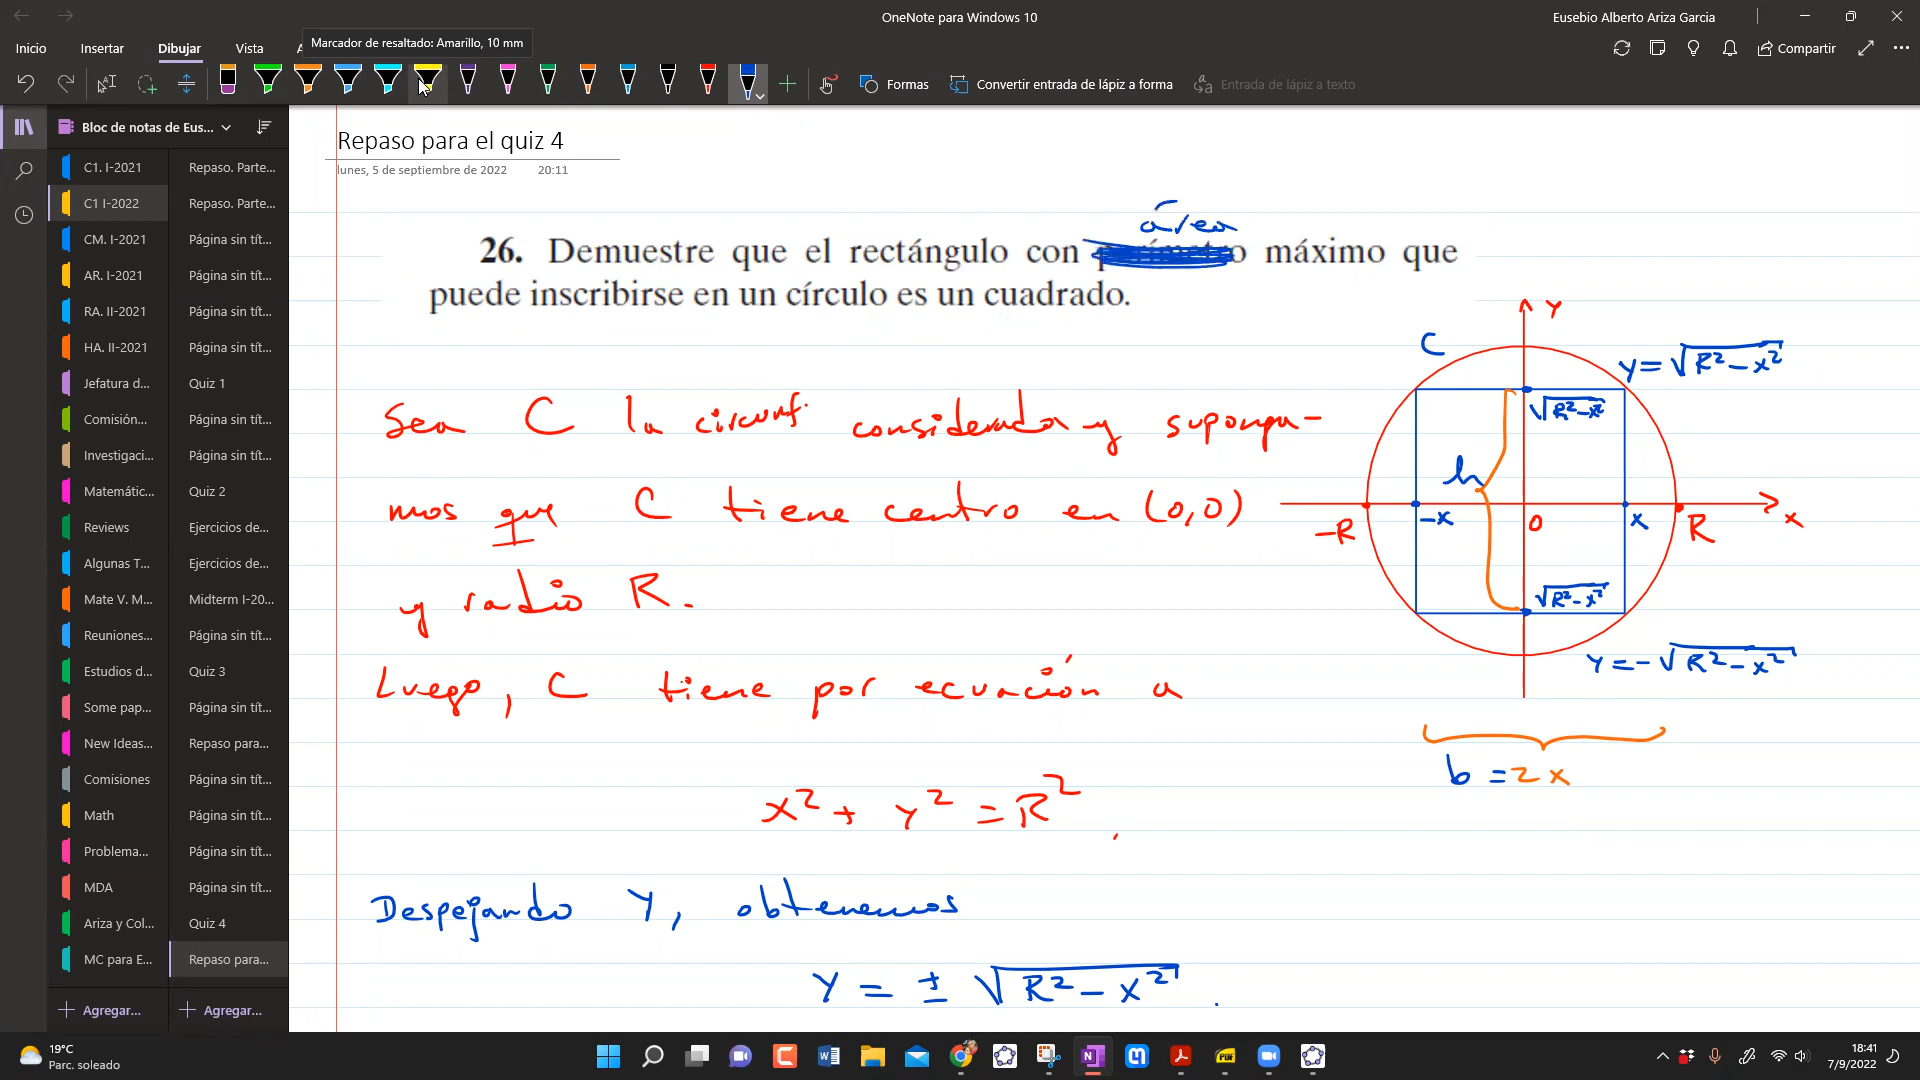 OneNote para Windows 10
Eusebio Alberto Ariza Garcia
Inicio
Insertar
Dibujar
Vista
Marcador de resaltado: Amarillo, 10 mm
Compartir
Formas
Convertir entrada de lápiz a forma
Entrada de lápiz a texto
Bloc de notas de Eus...
C1. I-2021
C1 I-2022
CM. I-2021
AR. I-2021
RA. II-2021
HA. II-2021
Jefatura d...
Comisión...
Investigaci...
Matemátic...
Reviews
Algunas T...
Mate V. M...
Reuniones...
Estudios d...
Some pap...
New Ideas...
Comisiones
Math
Problema...
MDA
Ariza y Col...
MC para E...
Agregar...
Repaso. Parte...
Repaso. Parte...
Página sin tít...
Página sin tít...
Página sin tít...
Página sin tít...
Quiz 1
Página sin tít...
Página sin tít...
Quiz 2
Ejercicios de...
Ejercicios de...
Midterm I-20...
Página sin tít...
Quiz 3
Página sin tít...
Repaso para...
Página sin tít...
Página sin tít...
Página sin tít...
Página sin tít...
Quiz 4
Repaso para...
Agregar...
Repaso para el quiz 4
lunes, 5 de septiembre de 2022 20:11
área
26. Demuestre que el rectángulo con perímetro máximo que
puede inscribirse en un círculo es un cuadrado.
Sea C la circunf. considerada y suponga-
mos que C tiene centro en (0,0)
y radio R.
Luego, C tiene por ecuación a
x² + y² = R².
Despejando Y, obtenemos
Y = ± √R² - x².
Y
C
y = √R² - x²
√R² - x²
h
-R
-x
0
x
R
x
√R² - x²
Y = -√R² - x²
b = 2x
19°C
Parc. soleado
18:41
7/9/2022